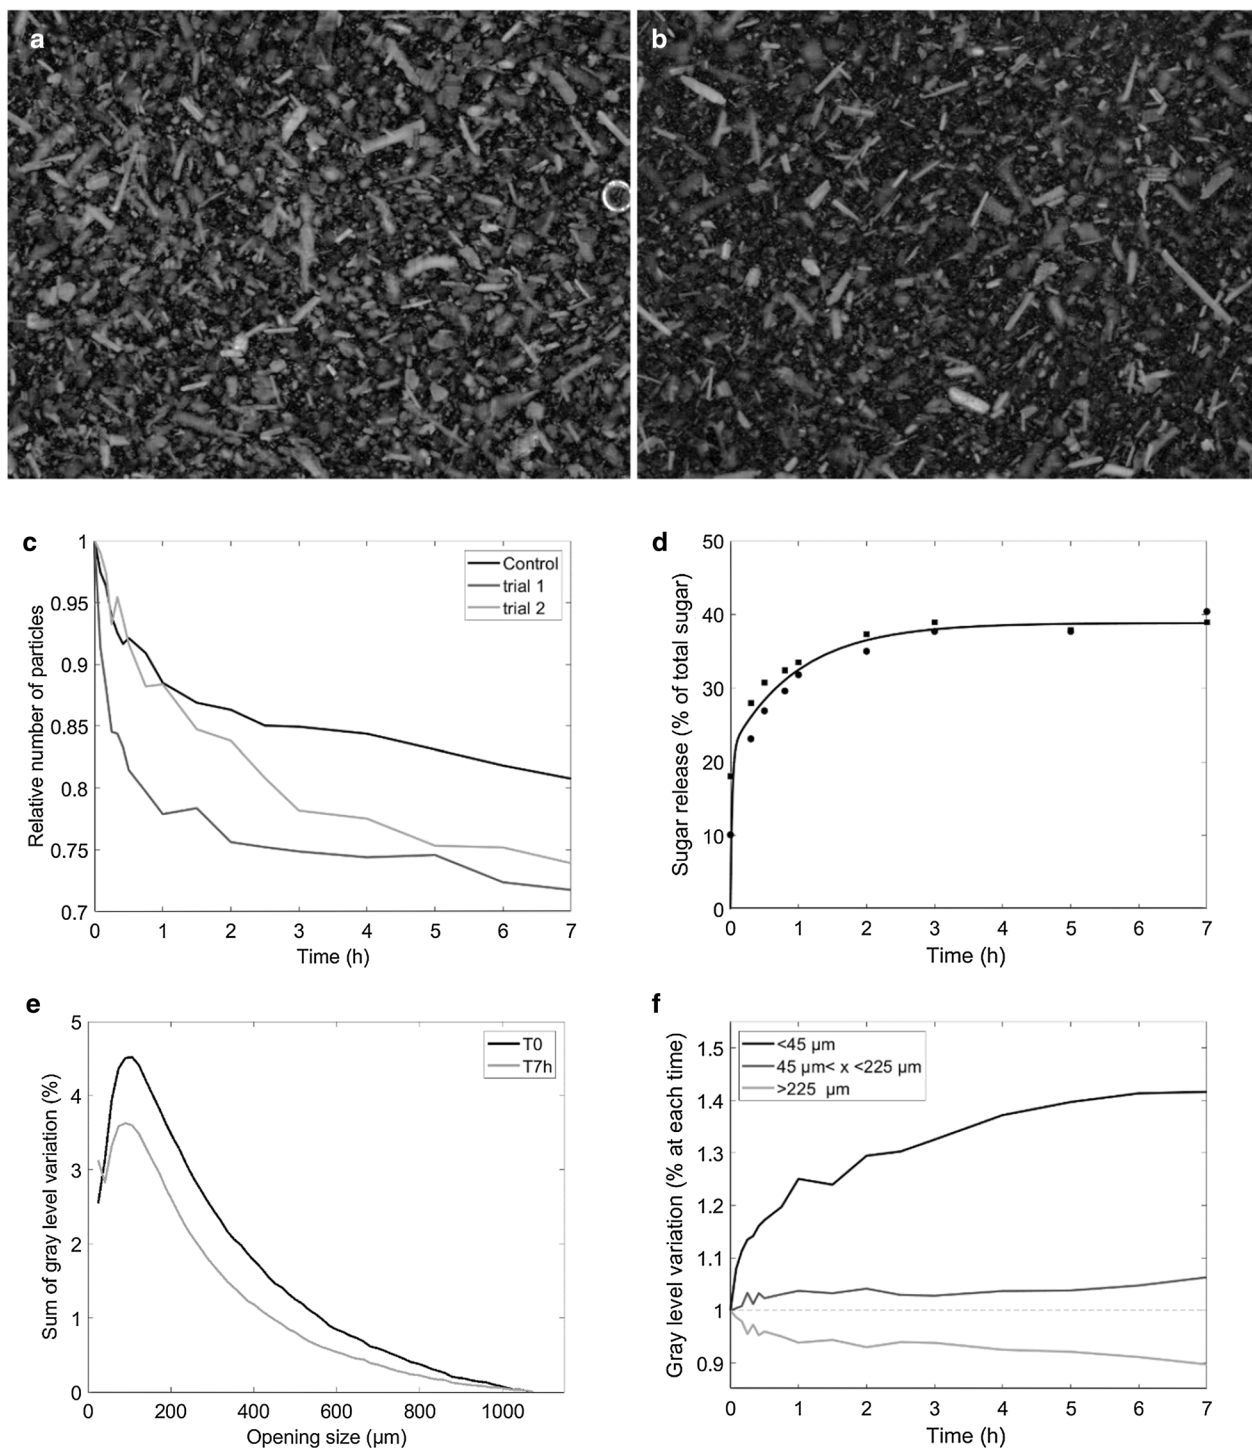 a
b
c
1
0.95
0.9
0.85
0.8
0.75
0.7
Relative number of particles
Control
trial 1
trial 2
0 1 2 3 4 5 6 7
Time (h)
d
50
40
30
20
10
0
Sugar release (% of total sugar)
0 1 2 3 4 5 6 7
Time (h)
e
5
4
3
2
1
0
Sum of gray level variation (%)
T0
T7h
0 200 400 600 800 1000
Opening size (µm)
f
1.5
1.4
1.3
1.2
1.1
1
0.9
Gray level variation (% at each time)
<45 µm
45 µm< x <225 µm
>225 µm
0 1 2 3 4 5 6 7
Time (h)